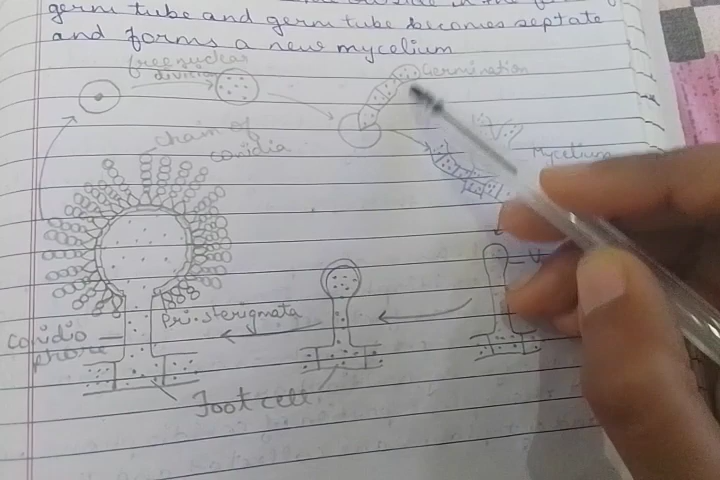 germ tube and germ tube becomes septate
and forms a new mycelium
free nuclear
division
Germination
chain of
conidia
Mycelium
Pri. sterigmata
Conidio
phore
Foot cell